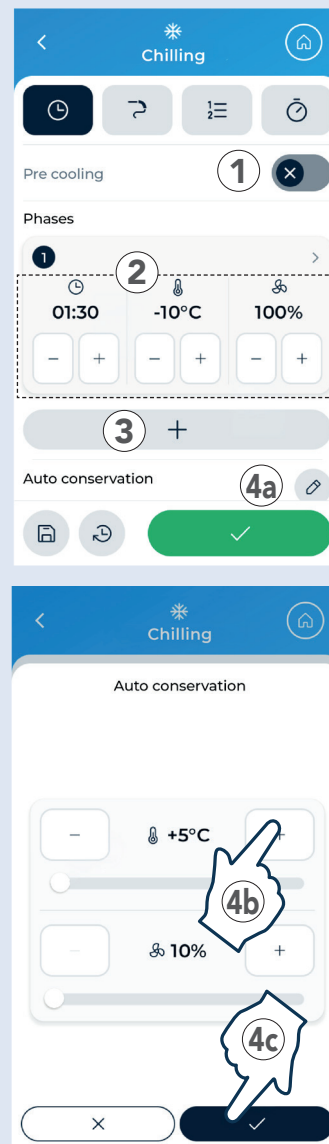 Chilling
Pre cooling
1
Phases
1
2
01:30
-10°C
100%
- + - + - +
3 +
Auto conservation
4a
Chilling
Auto conservation
- +5°C +
4b
- 10% +
4c